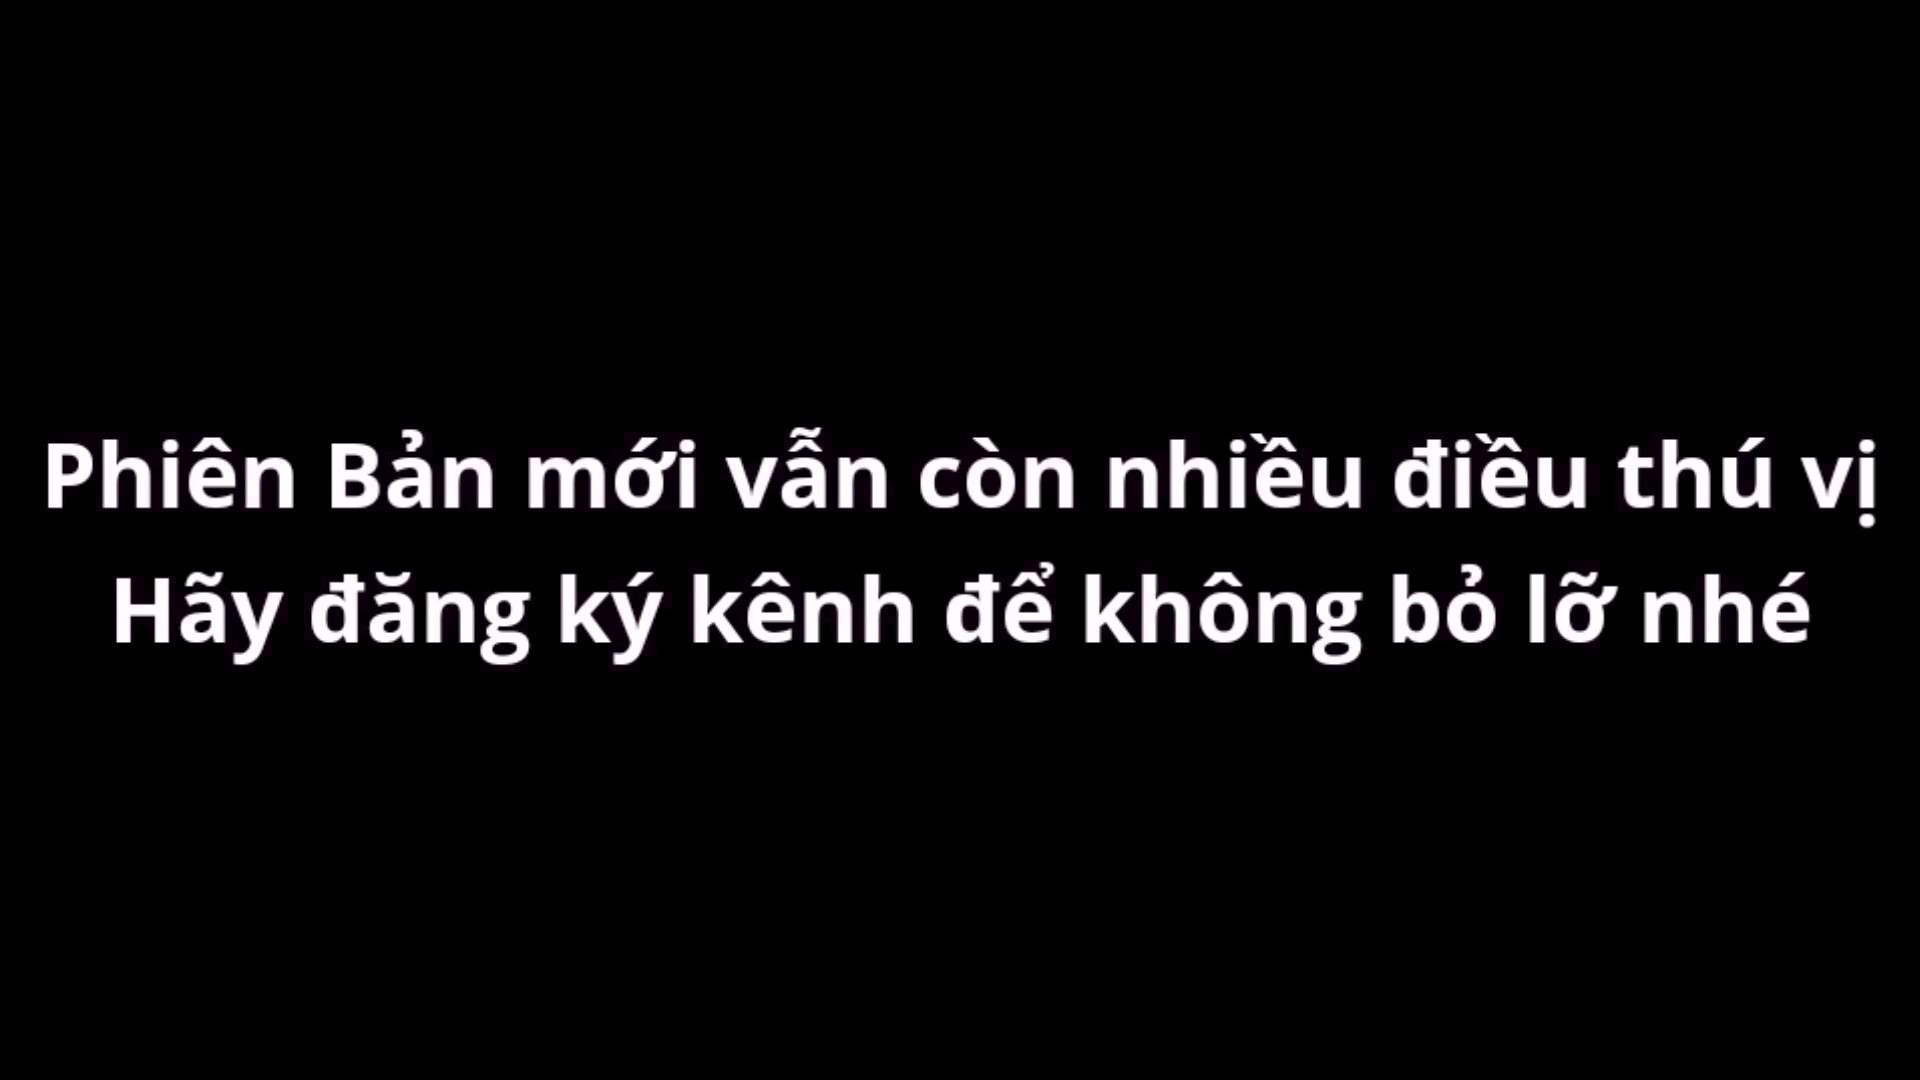 Phiên Bản mới vẫn còn nhiều điều thú vị
Hãy đăng ký kênh để không bỏ lỡ nhé